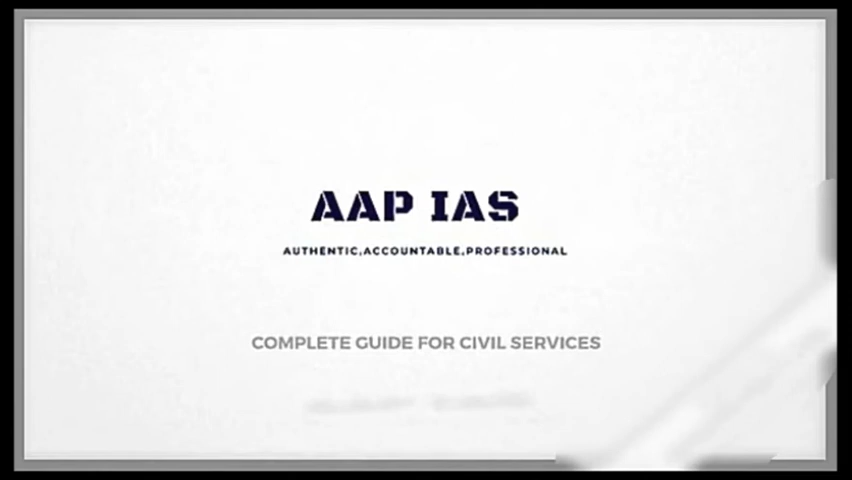 AAP IAS
AUTHENTIC,ACCOUNTABLE,PROFESSIONAL
COMPLETE GUIDE FOR CIVIL SERVICES